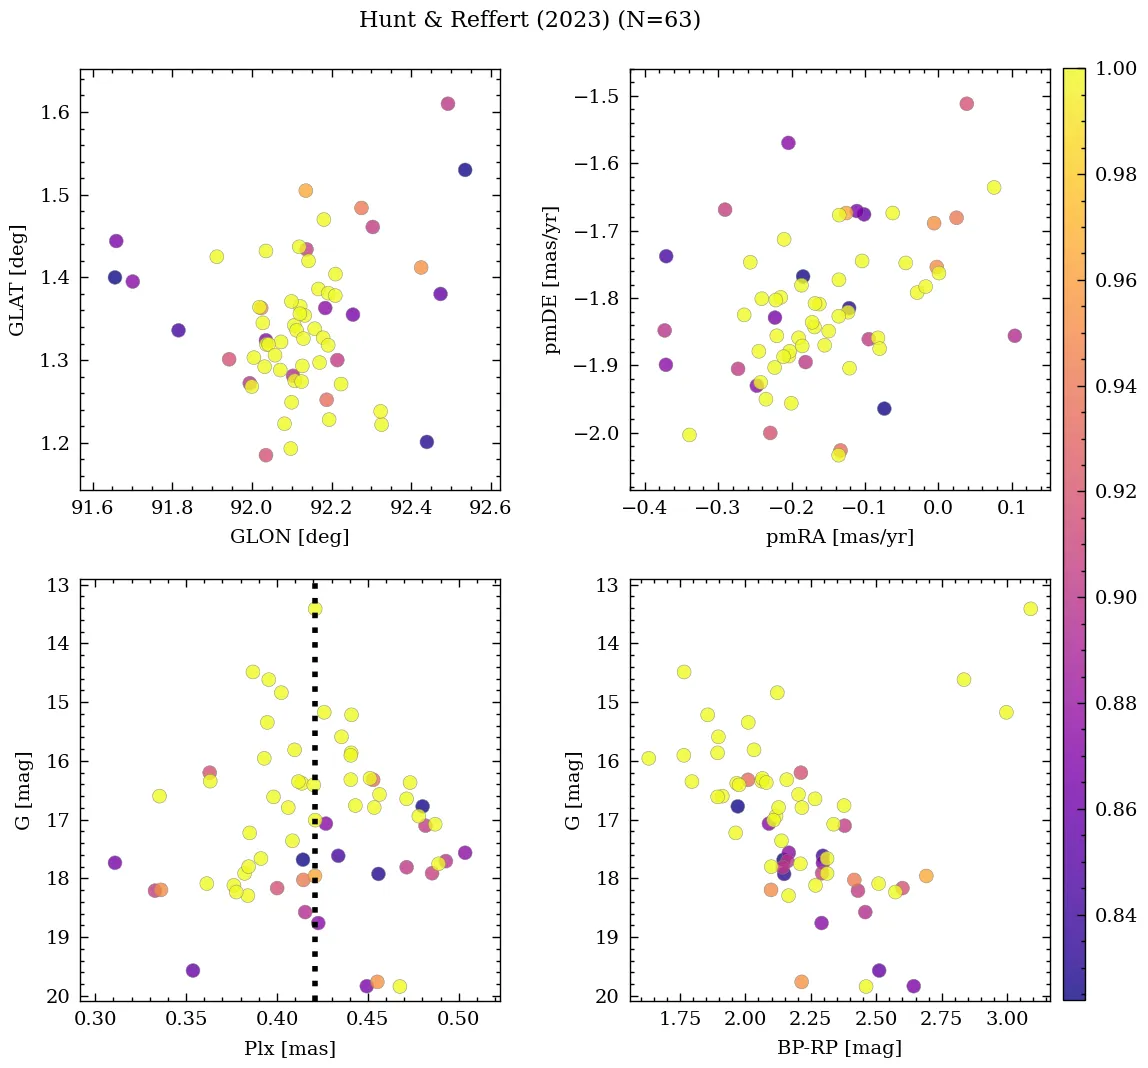 Hunt & Reffert (2023) (N=63)
1.6
1.5
1.4
1.3
1.2
GLAT [deg]
91.6 91.8 92.0 92.2 92.4 92.6
GLON [deg]
−1.5
−1.6
−1.7
−1.8
−1.9
−2.0
pmDE [mas/yr]
−0.4 −0.3 −0.2 −0.1 0.0 0.1
pmRA [mas/yr]
1.00
0.98
0.96
0.94
0.92
0.90
0.88
0.86
0.84
13
14
15
16
17
18
19
20
G [mag]
0.30 0.35 0.40 0.45 0.50
Plx [mas]
13
14
15
16
17
18
19
20
G [mag]
1.75 2.00 2.25 2.50 2.75 3.00
BP-RP [mag]